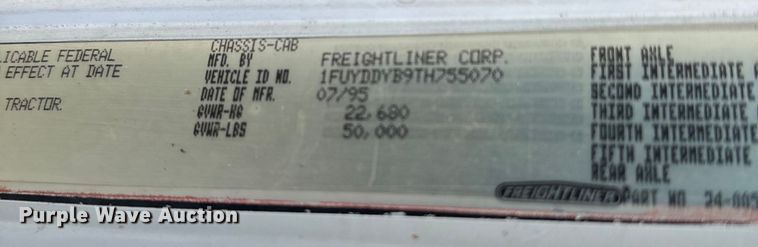 LICABLE FEDERAL
EFFECT AT DATE
TRACTOR
CHASSIS-CAB
MFD. BY FREIGHTLINER CORP.
VEHICLE ID NO. 1FUYDDYB9TH755070
DATE OF MFR. 07/95
GVWR-KG 22,680
GVWR-LBS 50,000
FRONT AXLE
FIRST INTERMEDIATE A
SECOND INTERMEDIATE
THIRD INTERMEDIATE
FOURTH INTERMEDIATE
FIFTH INTERMEDIATE
REAR AXLE
FREIGHTLINER
PART NO 24-005
Purple Wave Auction